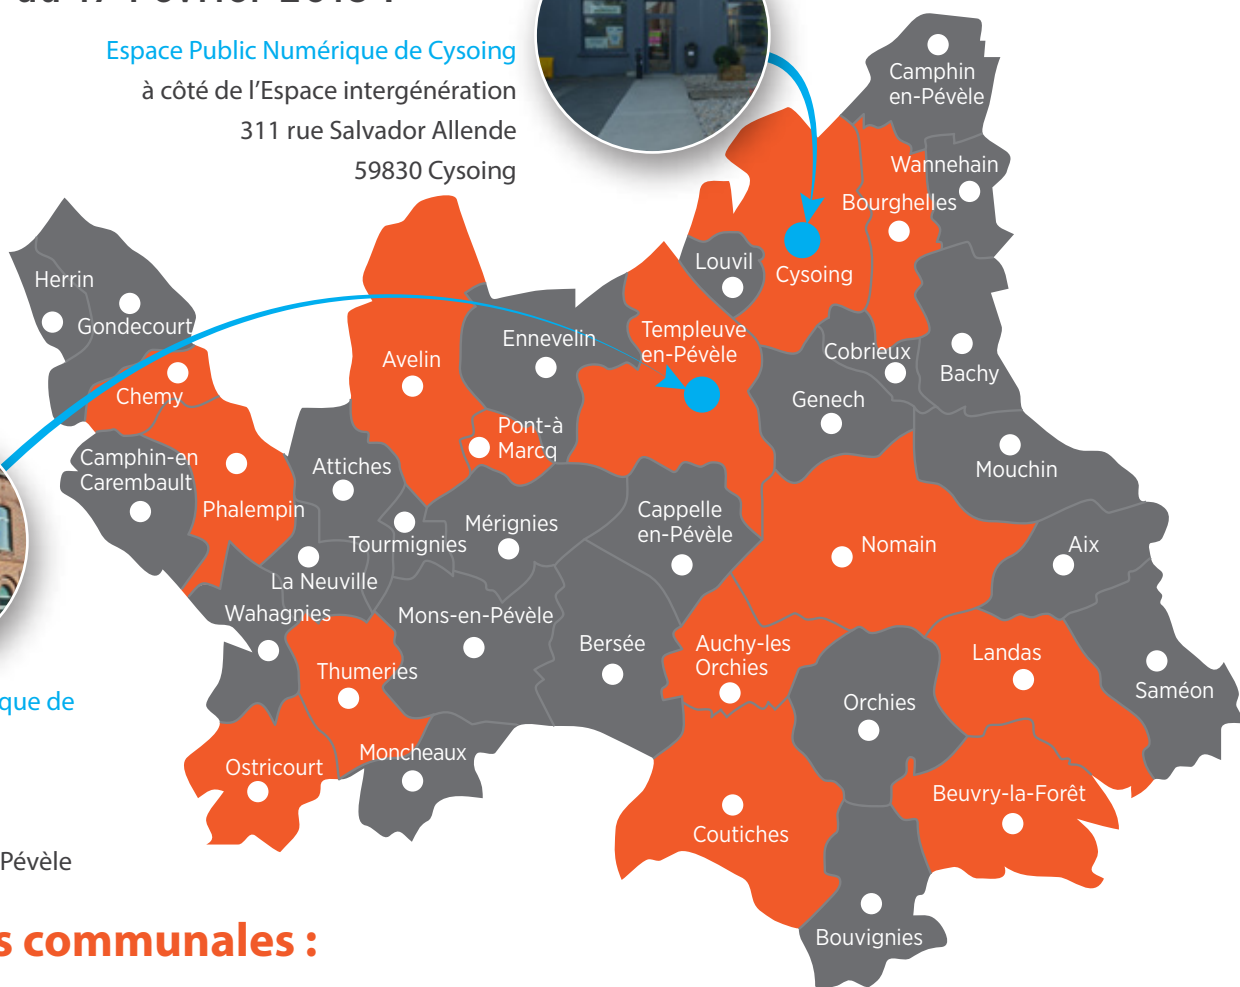 Espace Public Numérique de Cysoing
à côté de l'Espace intergénération
311 rue Salvador Allende
59830 Cysoing
Camphin
en-Pévèle
Wannehain
Bourghelles
Louvil
Cysoing
Herrin
Gondecourt
Ennevelin
Templeuve
en-Pévèle
Cobrieux
Bachy
Avelin
Chemy
Genech
Pont-à
Marcq
Camphin-en
Carembault
Attiches
Mouchin
Phalempin
Tourmignies
Mérignies
Cappelle
en-Pévèle
Nomain
Aix
La Neuville
Wahagnies
Mons-en-Pévèle
Bersée
Auchy-les
Orchies
Landas
Thumeries
Saméon
Orchies
que de
Ostricourt
Moncheaux
Beuvry-la-Forêt
Coutiches
Pévèle
s communales :
Bouvignies